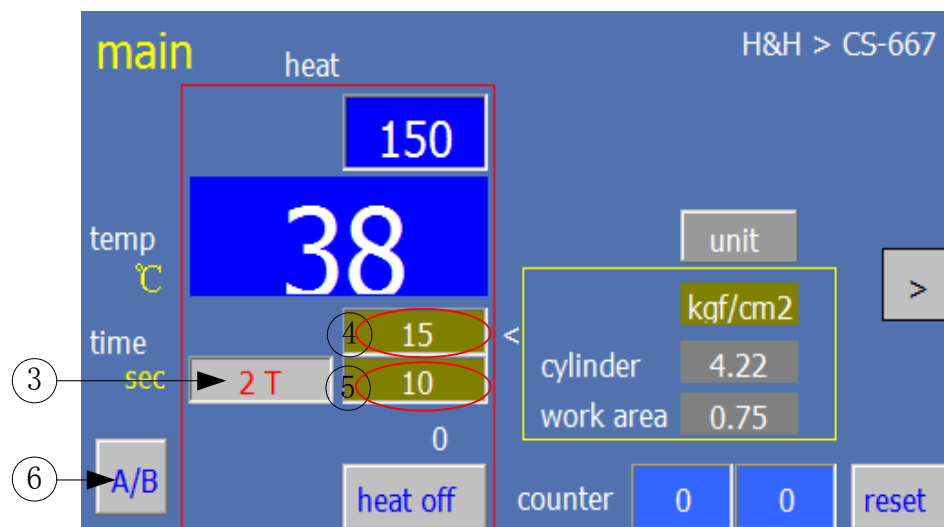 main
H&H > CS-667
heat
150
temp
℃
38
unit
>
kgf/cm2
time
sec
④ 15 <
③ 2 T ⑤ 10
cylinder 4.22
work area 0.75
0
⑥ A/B
heat off
counter 0 0
reset